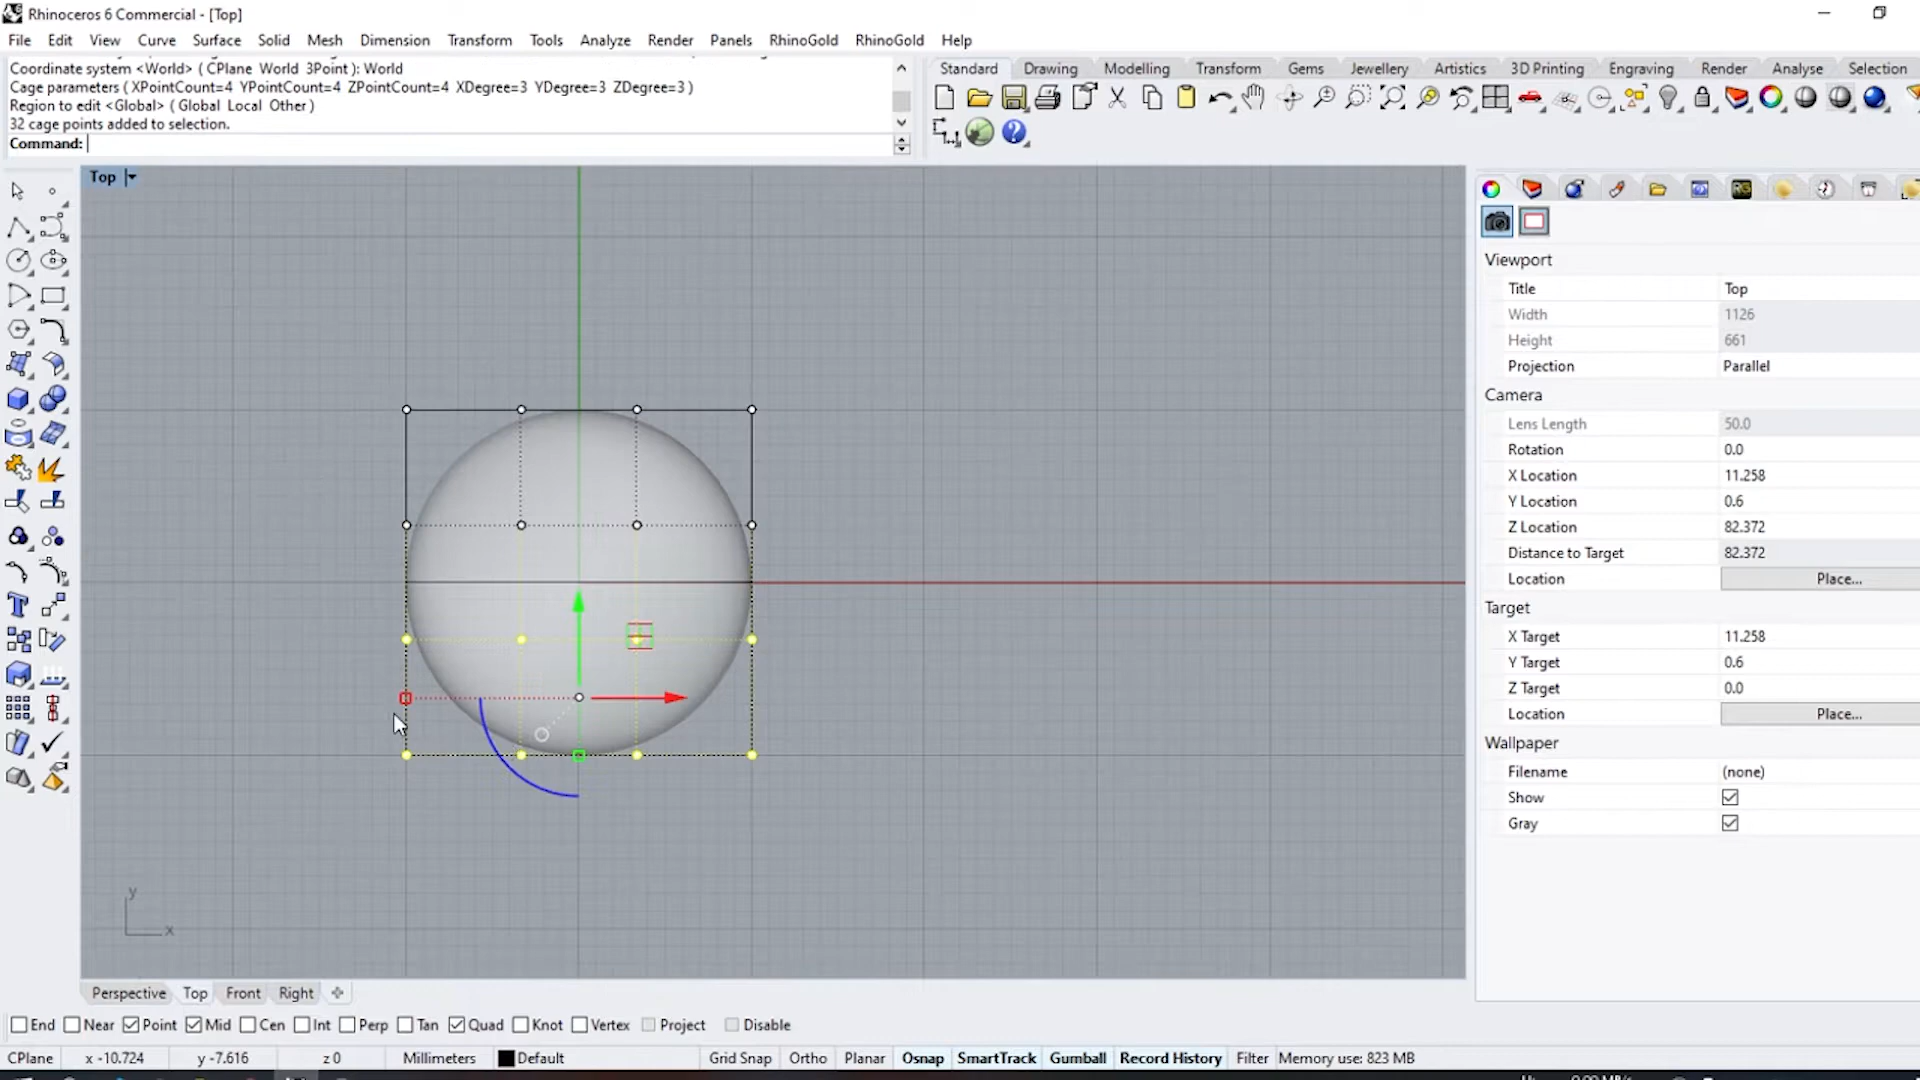 Rhinoceros 6 Commercial - [Top]
File Edit View Curve Surface Solid Mesh Dimension Transform Tools Analyze Render Panels RhinoGold RhinoGold Help
Coordinate system <World> ( CPlane World 3Point ): World
Cage parameters ( XPointCount=4 YPointCount=4 ZPointCount=4 XDegree=3 YDegree=3 ZDegree=3 )
Region to edit <Global> ( Global Local Other )
32 cage points added to selection.
Command:
Standard Drawing Modelling Transform Gems Jewellery Artistics 3D Printing Engraving Render Analyse Selection
Top
Viewport
Title Top
Width 1126
Height 661
Projection Parallel
Camera
Lens Length 50.0
Rotation 0.0
X Location 11.258
Y Location 0.6
Z Location 82.372
Distance to Target 82.372
Location Place...
Target
X Target 11.258
Y Target 0.6
Z Target 0.0
Location Place...
Wallpaper
Filename (none)
Show
Gray
y
x
Perspective Top Front Right
End Near Point Mid Cen Int Perp Tan Quad Knot Vertex Project Disable
CPlane x -10.724 y -7.616 z 0 Millimeters Default Grid Snap Ortho Planar Osnap SmartTrack Gumball Record History Filter Memory use: 823 MB